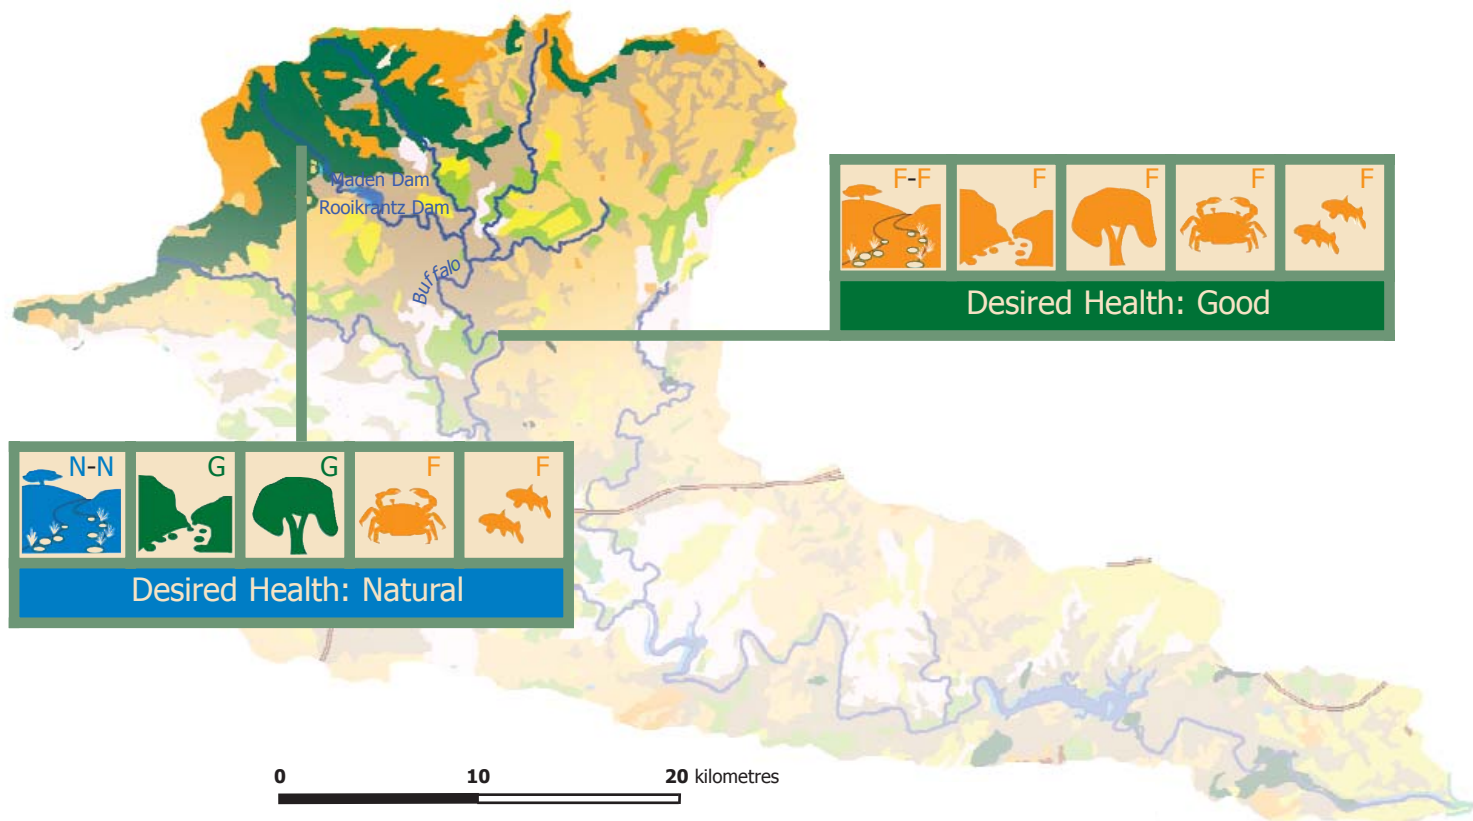 Maden Dam
Rooikrantz Dam
Buffalo
F-F F F F F
Desired Health: Good
N-N G G F F
Desired Health: Natural
0 10 20 kilometres